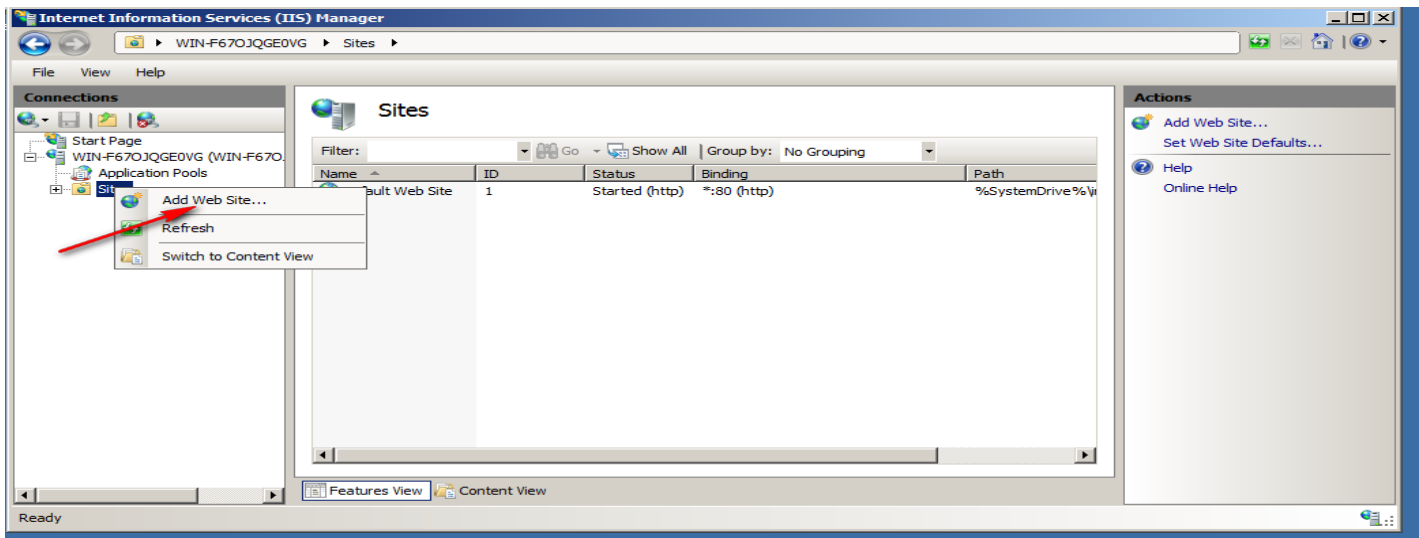 Internet Information Services (IIS) Manager
WIN-F67OJQGE0VG Sites
File View Help
Connections
Start Page
WIN-F67OJQGE0VG (WIN-F67O.
Application Pools
Sit
Add Web Site...
Refresh
Switch to Content View
Sites
Filter: Go Show All Group by: No Grouping
Name ID Status Binding Path
ault Web Site 1 Started (http) *:80 (http) %SystemDrive%\in
Features View Content View
Actions
Add Web Site...
Set Web Site Defaults...
Help
Online Help
Ready